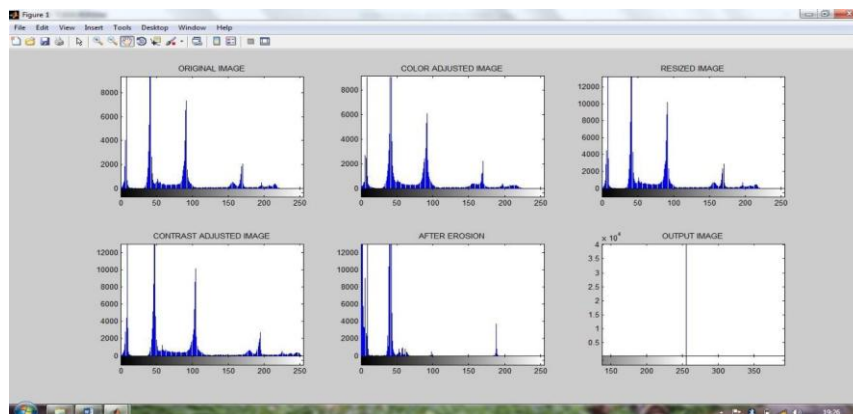 Figure 1
File Edit View Insert Tools Desktop Window Help
ORIGINAL IMAGE
8000
6000
4000
2000
0
0 50 100 150 200 250
COLOR ADJUSTED IMAGE
8000
6000
4000
2000
0
0 50 100 150 200 250
RESIZED IMAGE
12000
10000
8000
6000
4000
2000
0
0 50 100 150 200 250
CONTRAST ADJUSTED IMAGE
12000
10000
8000
6000
4000
2000
0
0 50 100 150 200 250
AFTER EROSION
12000
10000
8000
6000
4000
2000
0
0 50 100 150 200 250
OUTPUT IMAGE
x 10⁴
4
3.5
3
2.5
2
1.5
1
0.5
150 200 250 300 350
19:26